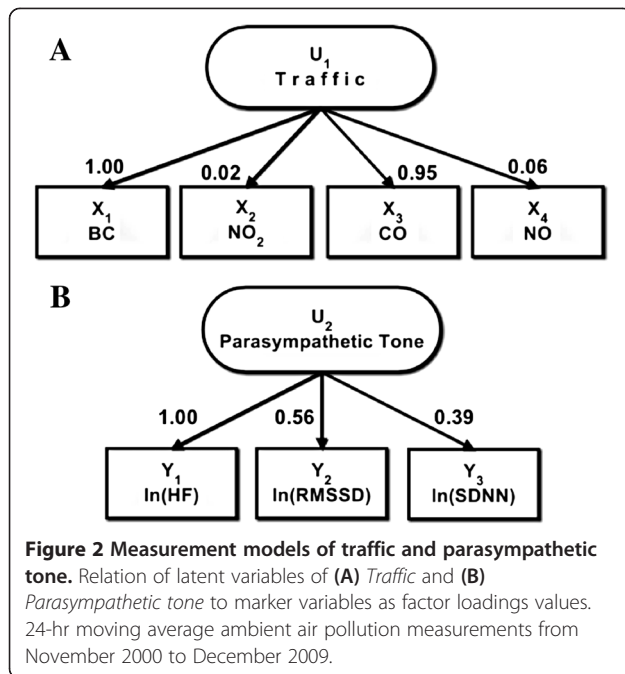 A
U1
Traffic
1.00 0.02 0.95 0.06
X1 X2 X3 X4
BC NO2 CO NO
B
U2
Parasympathetic Tone
1.00 0.56 0.39
Y1 Y2 Y3
ln(HF) ln(RMSSD) ln(SDNN)
Figure 2 Measurement models of traffic and parasympathetic
tone. Relation of latent variables of (A) Traffic and (B)
Parasympathetic tone to marker variables as factor loadings values.
24-hr moving average ambient air pollution measurements from
November 2000 to December 2009.